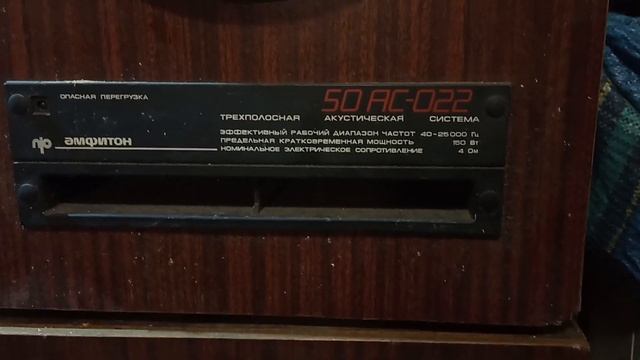 ОПАСНАЯ ПЕРЕГРУЗКА
50 АС-022
ТРЕХПОЛОСНАЯ АКУСТИЧЕСКАЯ СИСТЕМА
ЭФФЕКТИВНЫЙ РАБОЧИЙ ДИАПАЗОН ЧАСТОТ 40-25000 Гц
ПРЕДЕЛЬНАЯ КРАТКОВРЕМЕННАЯ МОЩНОСТЬ 150 Вт
НОМИНАЛЬНОЕ ЭЛЕКТРИЧЕСКОЕ СОПРОТИВЛЕНИЕ 4 Ом
амфитон